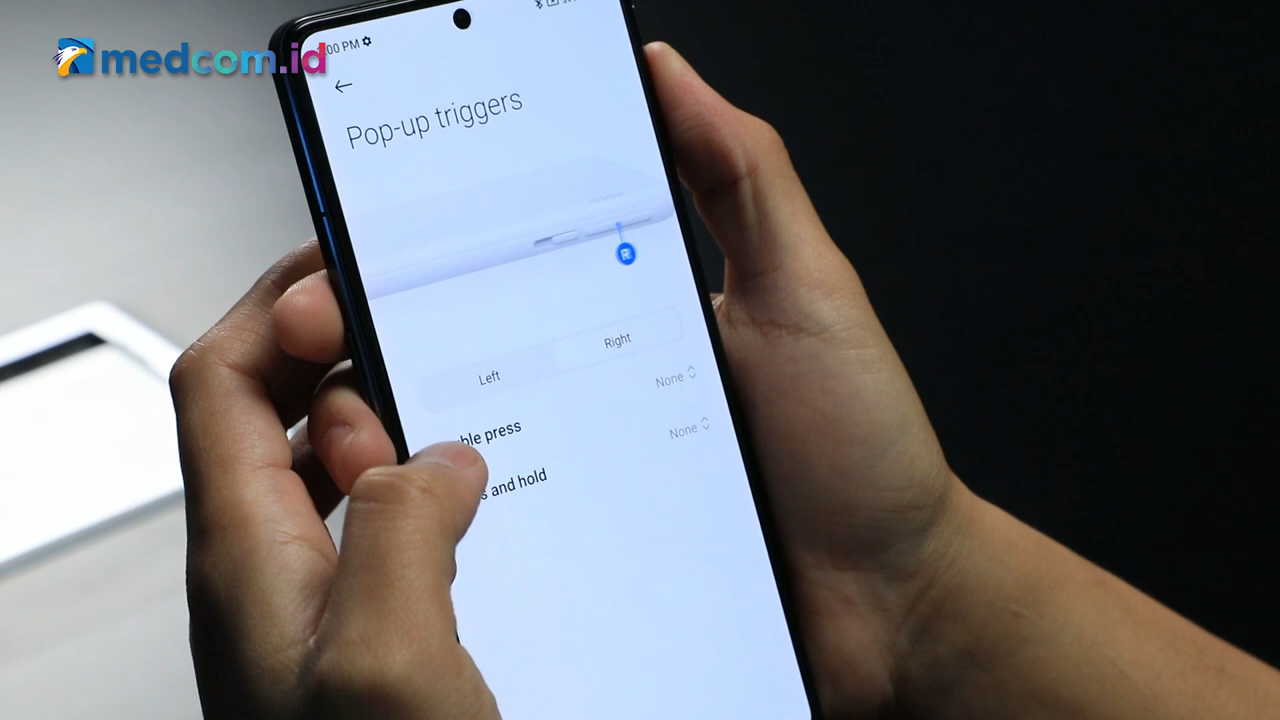 medcom.id
:00 PM
Pop-up triggers
R
Left Right
ble press None
s and hold None